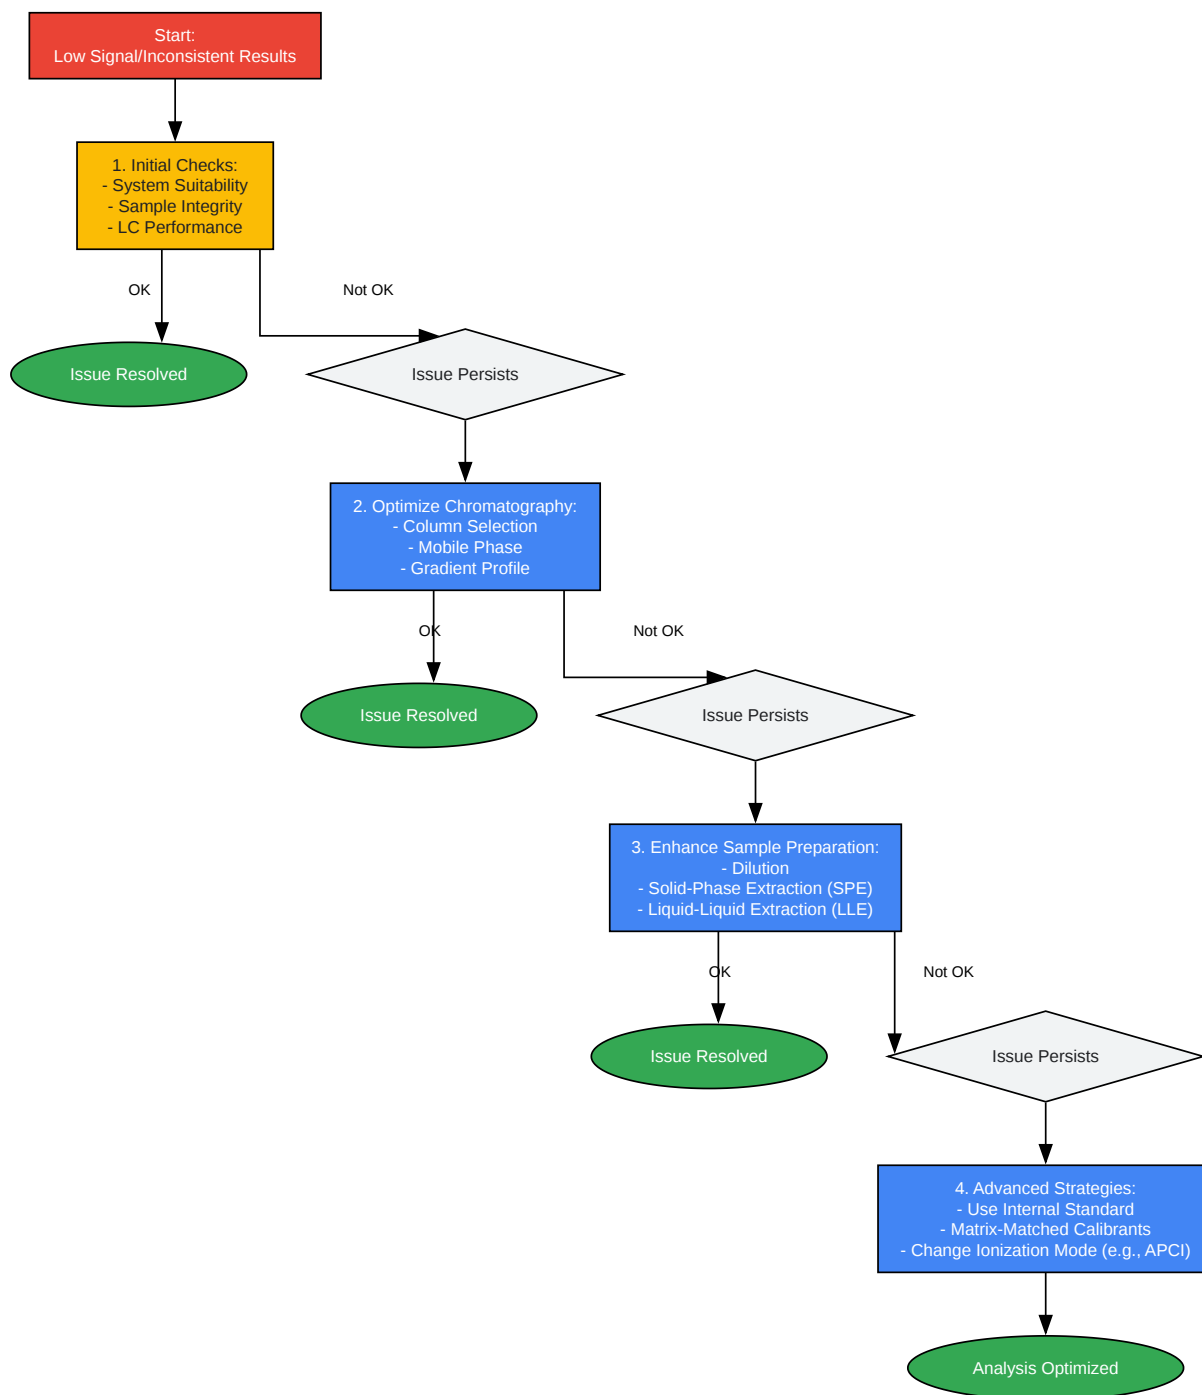 Start:
Low Signal/Inconsistent Results
1. Initial Checks:
- System Suitability
- Sample Integrity
- LC Performance
OK
Not OK
Issue Resolved
Issue Persists
2. Optimize Chromatography:
- Column Selection
- Mobile Phase
- Gradient Profile
OK
Not OK
Issue Resolved
Issue Persists
3. Enhance Sample Preparation:
- Dilution
- Solid-Phase Extraction (SPE)
- Liquid-Liquid Extraction (LLE)
OK
Not OK
Issue Resolved
Issue Persists
4. Advanced Strategies:
- Use Internal Standard
- Matrix-Matched Calibrants
- Change Ionization Mode (e.g., APCI)
Analysis Optimized